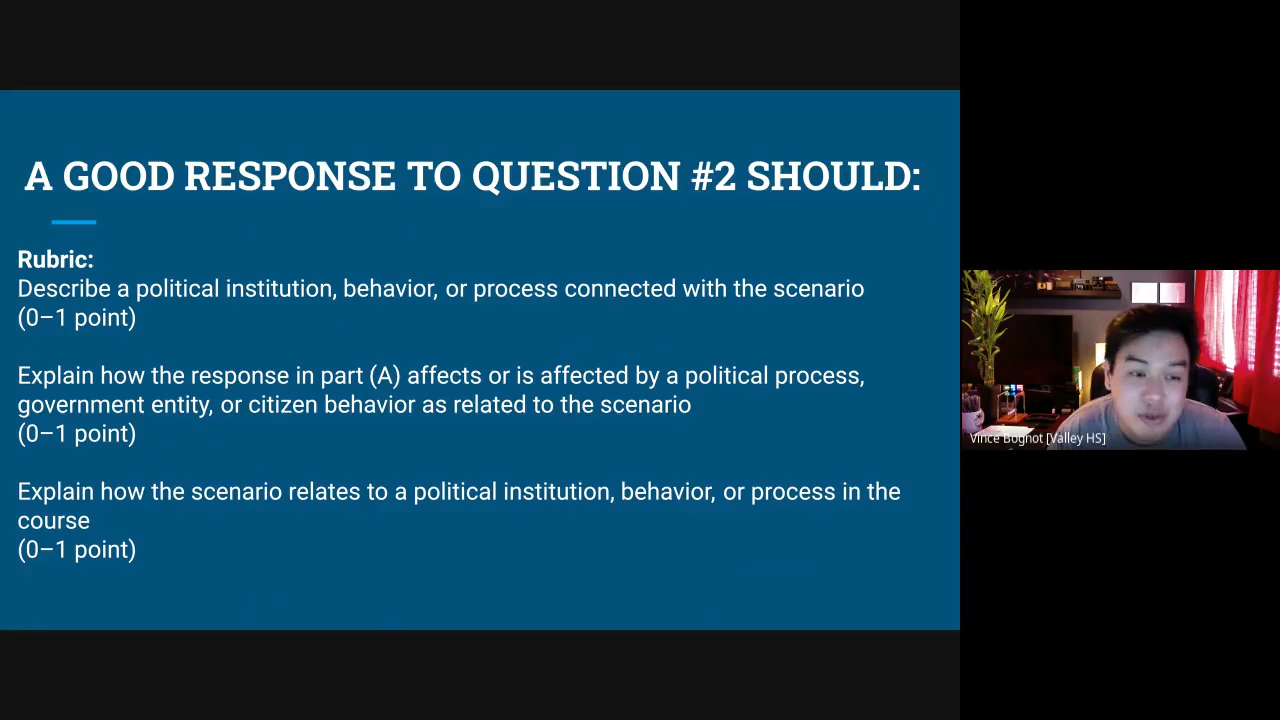 A GOOD RESPONSE TO QUESTION #2 SHOULD:
Rubric:
Describe a political institution, behavior, or process connected with the scenario
(0–1 point)
Explain how the response in part (A) affects or is affected by a political process,
government entity, or citizen behavior as related to the scenario
(0–1 point)
Explain how the scenario relates to a political institution, behavior, or process in the
course
(0–1 point)
Vince Bognot [Valley HS]